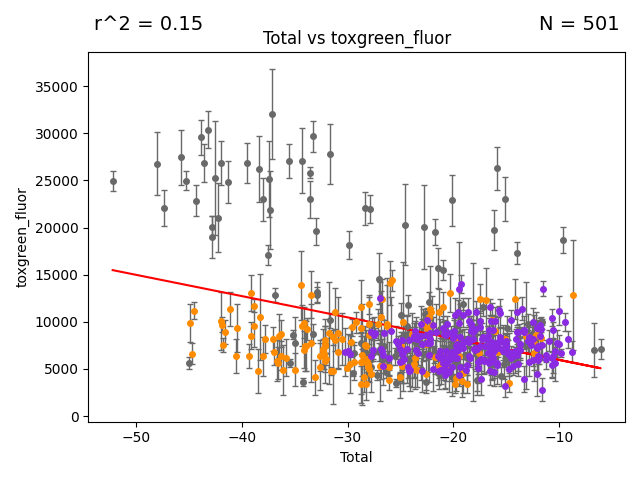 r^2 = 0.15
N = 501
Total vs toxgreen_fluor
toxgreen_fluor
35000
30000
25000
20000
15000
10000
5000
0
−50
−40
−30
−20
−10
Total